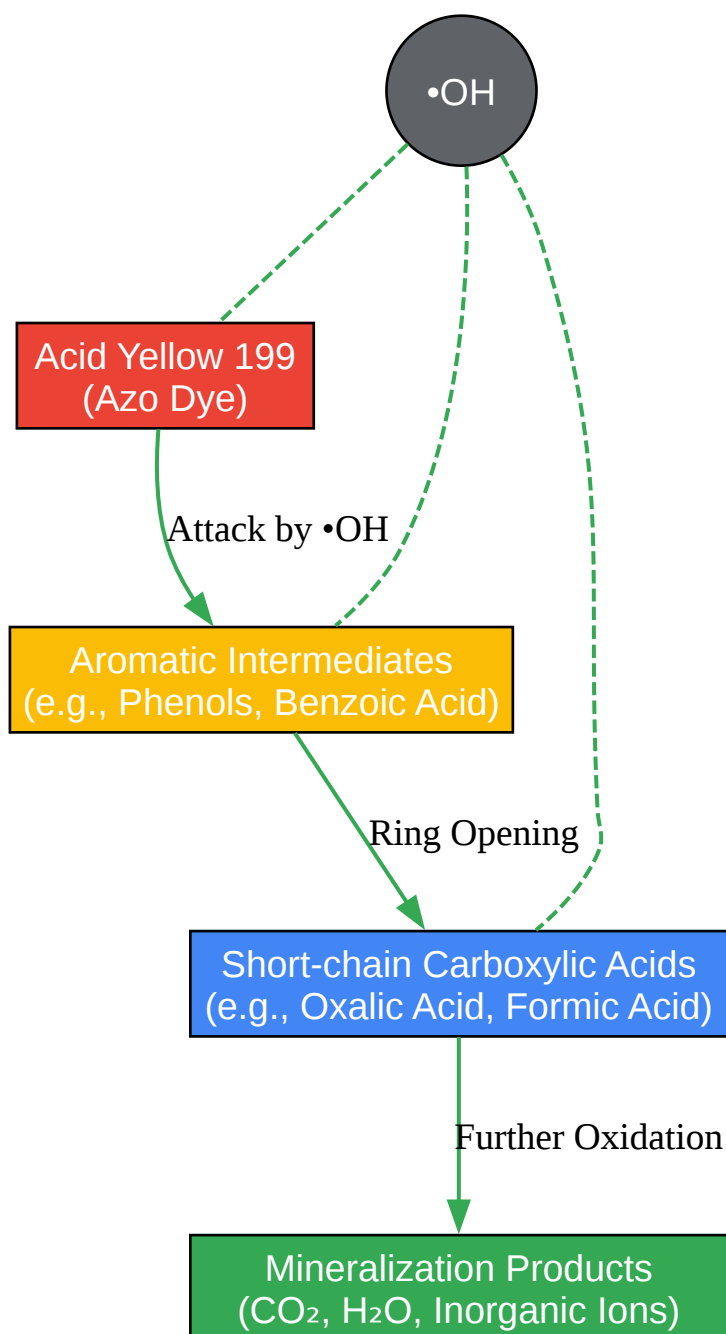 •OH
Acid Yellow 199
(Azo Dye)
Attack by •OH
Aromatic Intermediates
(e.g., Phenols, Benzoic Acid)
Ring Opening
Short-chain Carboxylic Acids
(e.g., Oxalic Acid, Formic Acid)
Further Oxidation
Mineralization Products
(CO₂, H₂O, Inorganic Ions)